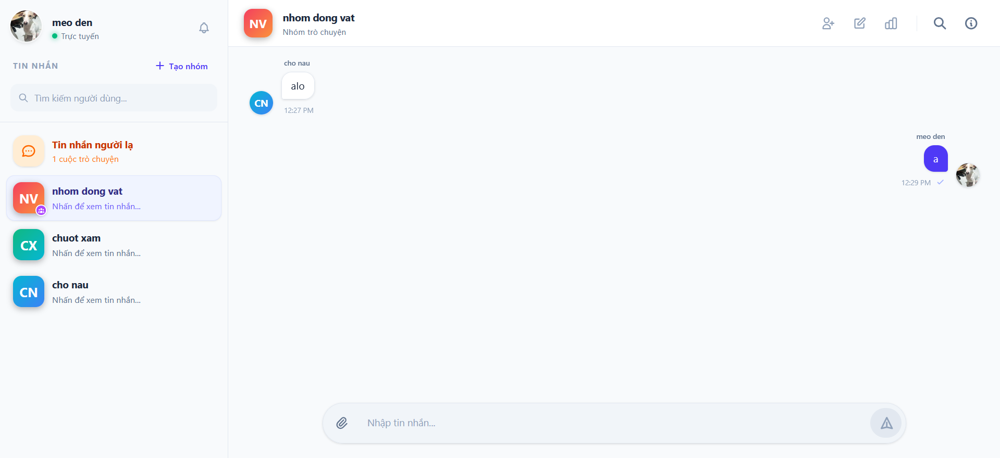 meo den
Trực tuyến
TIN NHẮN
Tạo nhóm
Tìm kiếm người dùng...
Tin nhắn người lạ
1 cuộc trò chuyện
NV
nhom dong vat
Nhấn để xem tin nhắn...
CX
chuot xam
Nhấn để xem tin nhắn...
CN
cho nau
Nhấn để xem tin nhắn...
NV
nhom dong vat
Nhóm trò chuyện
cho nau
alo
CN
12:27 PM
meo den
a
12:29 PM
Nhập tin nhắn...